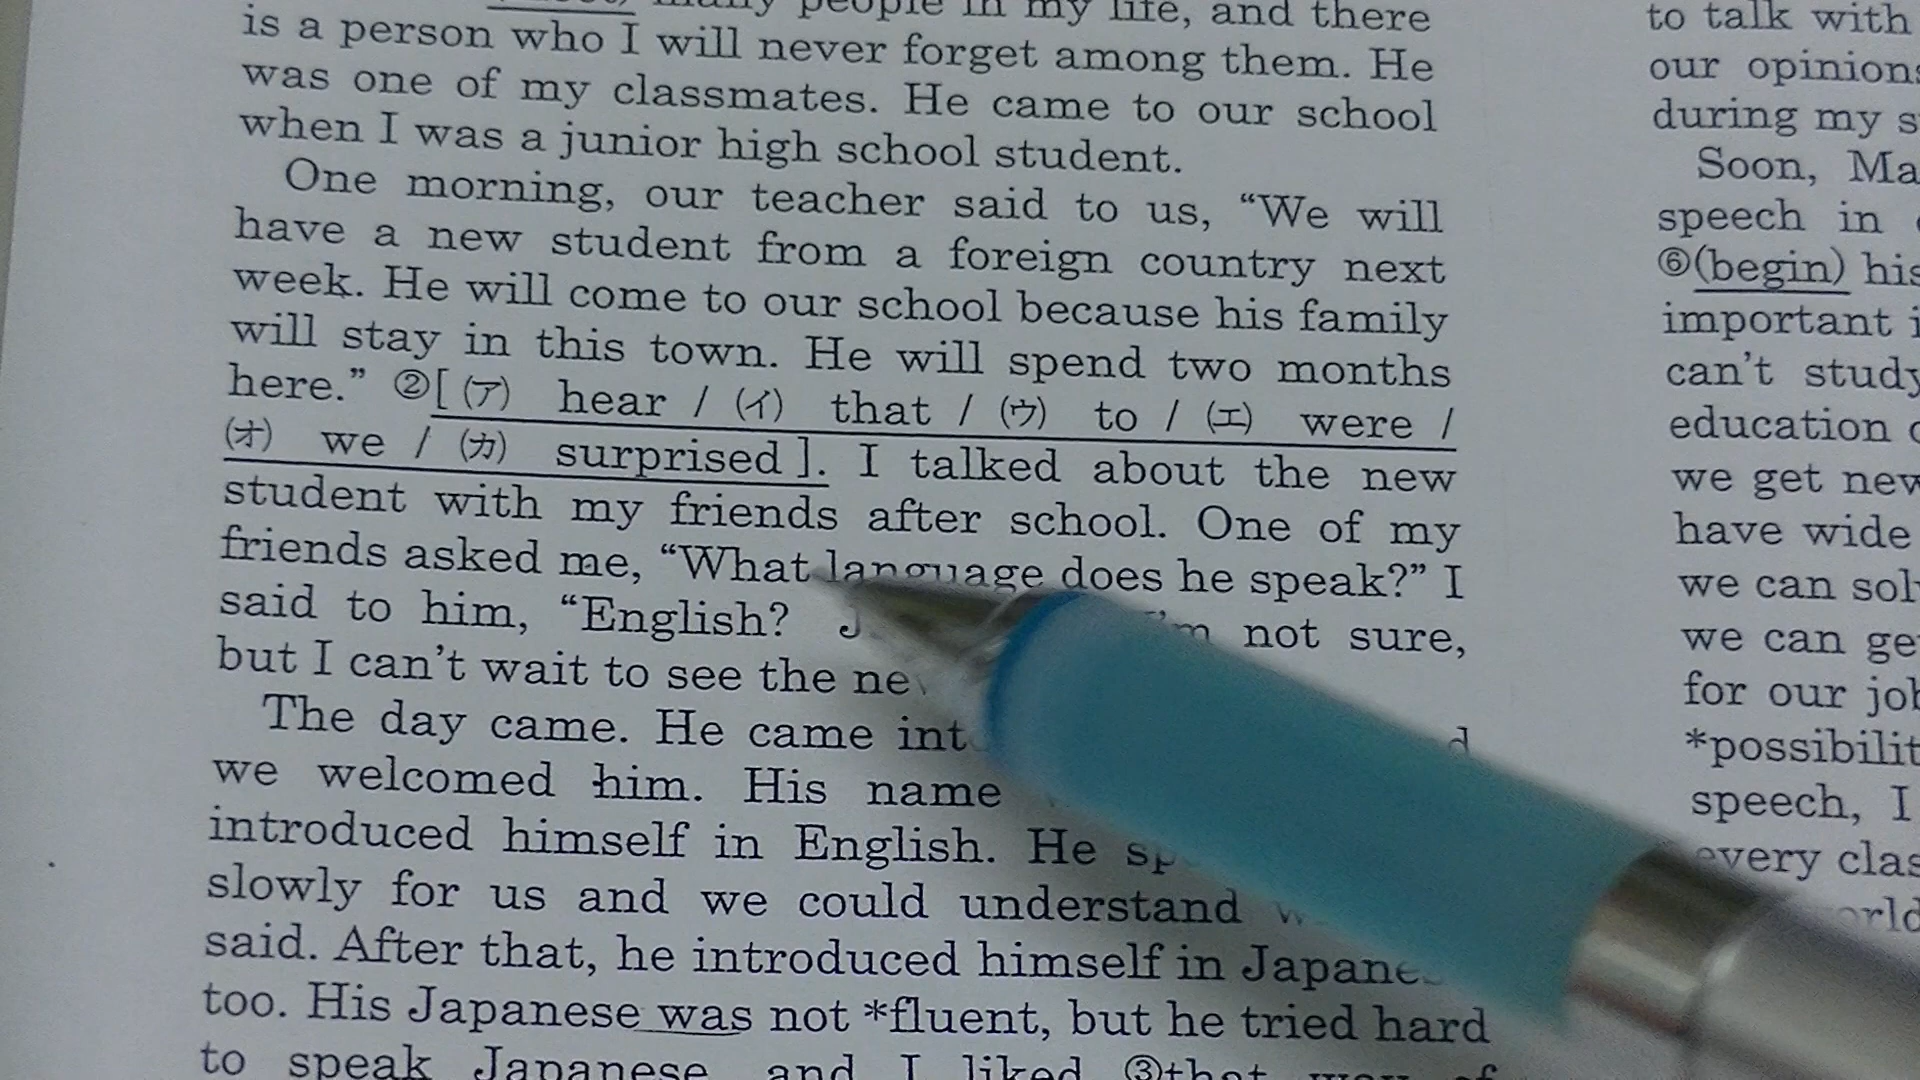 people in my life, and there
is a person who I will never forget among them. He
was one of my classmates. He came to our school
when I was a junior high school student.
One morning, our teacher said to us, “We will
have a new student from a foreign country next
week. He will come to our school because his family
will stay in this town. He will spend two months
here.” ②[ (ア) hear / (イ) that / (ウ) to / (エ) were /
(オ) we / (カ) surprised ]. I talked about the new
student with my friends after school. One of my
friends asked me, “What language does he speak?” I
said to him, “English? not sure,
but I can’t wait to see the
The day came. He came
we welcomed him. His name
introduced himself in English. He
slowly for us and we could understand
said. After that, he introduced himself in
too. His Japanese was not *fluent, but he tried hard
to speak Japanese and I liked ③that way of
to talk with
our
during my
Soon,
speech in
⑥(begin) his
important
can’t study
education
we get new
have wide
we can
we can
for our
speech, I
every